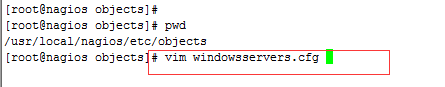 [root@nagios objects]#
[root@nagios objects]# pwd
/usr/local/nagios/etc/objects
[root@nagios objects]# vim windowsservers.cfg